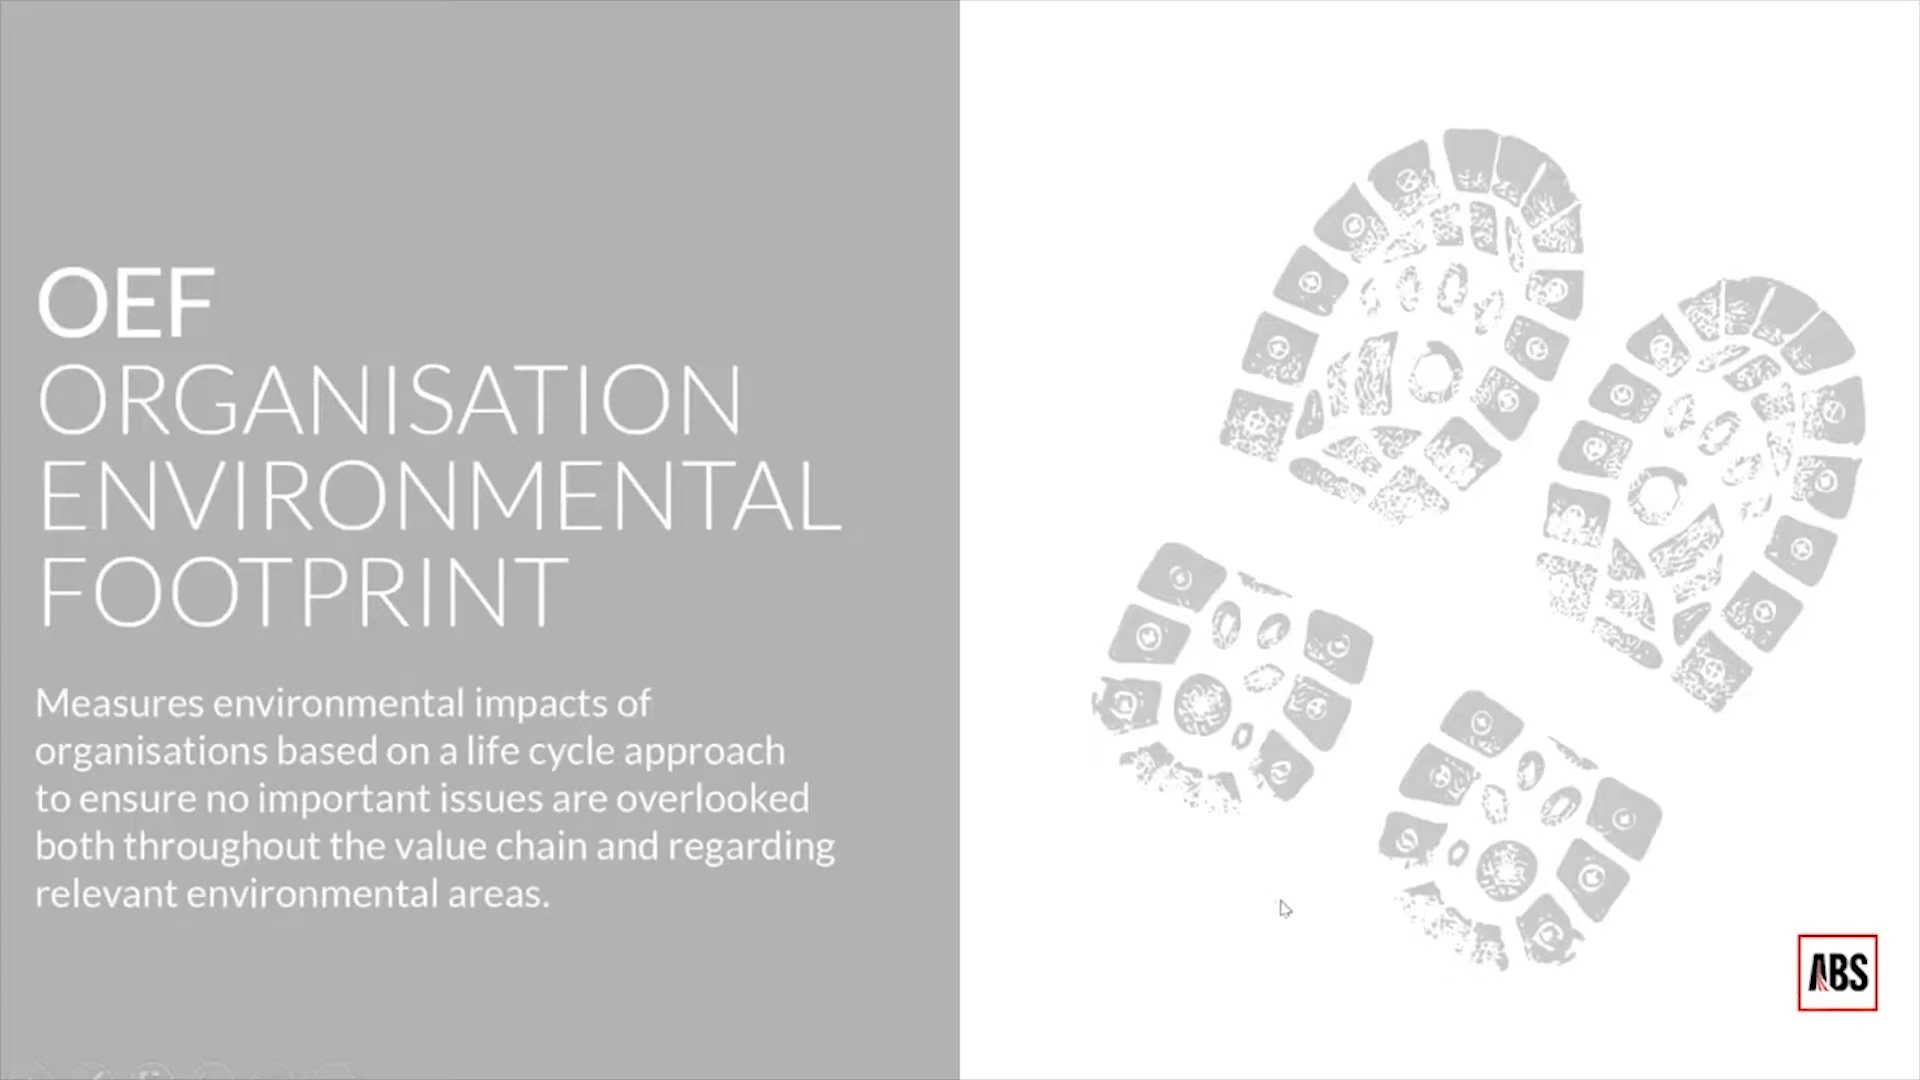 OEF
ORGANISATION
ENVIRONMENTAL
FOOTPRINT
Measures environmental impacts of
organisations based on a life cycle approach
to ensure no important issues are overlooked
both throughout the value chain and regarding
relevant environmental areas.
ABS